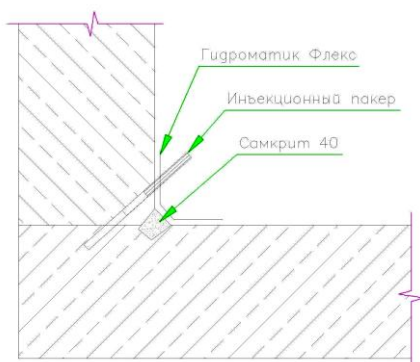 Гидроматик Флекс
Инъекционный пакер
Самкрит 40